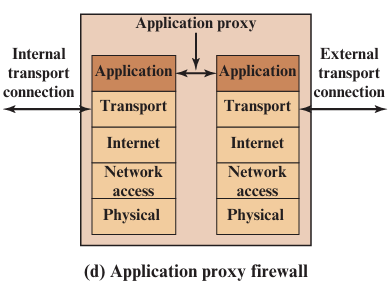 Application proxy
Internal
transport
connection
External
transport
connection
Application
Transport
Internet
Network
access
Physical
Application
Transport
Internet
Network
access
Physical
(d) Application proxy firewall